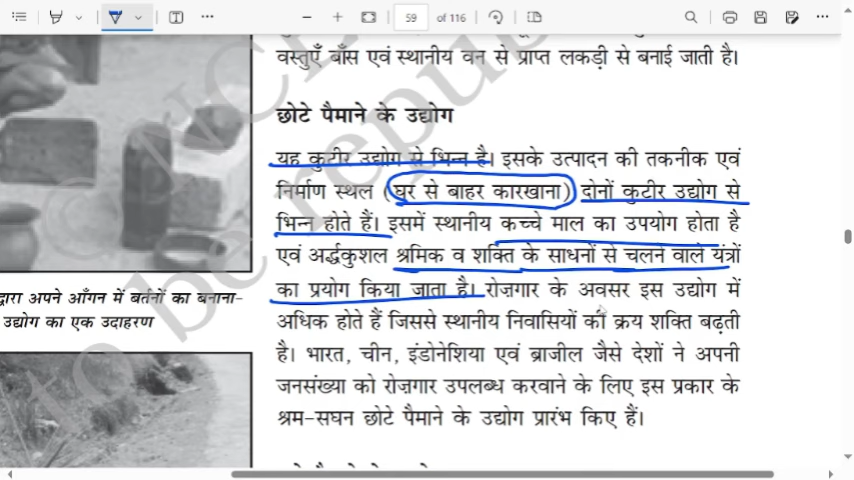 59 of 116
वस्तुएँ बाँस एवं स्थानीय वन से प्राप्त लकड़ी से बनाई जाती है।
छोटे पैमाने के उद्योग
यह कुटीर उद्योग से भिन्न है। इसके उत्पादन की तकनीक एवं
निर्माण स्थल (घर से बाहर कारखाना) दोनों कुटीर उद्योग से
भिन्न होते हैं। इसमें स्थानीय कच्चे माल का उपयोग होता है
एवं अर्द्धकुशल श्रमिक व शक्ति के साधनों से चलने वाले यंत्रों
का प्रयोग किया जाता है। रोज़गार के अवसर इस उद्योग में
अधिक होते हैं जिससे स्थानीय निवासियों की क्रय शक्ति बढ़ती
है। भारत, चीन, इंडोनेशिया एवं ब्राजील जैसे देशों ने अपनी
जनसंख्या को रोज़गार उपलब्ध करवाने के लिए इस प्रकार के
श्रम-सघन छोटे पैमाने के उद्योग प्रारंभ किए हैं।
द्वारा अपने आँगन में बर्तनों का बनाना-
उद्योग का एक उदाहरण
to be repu